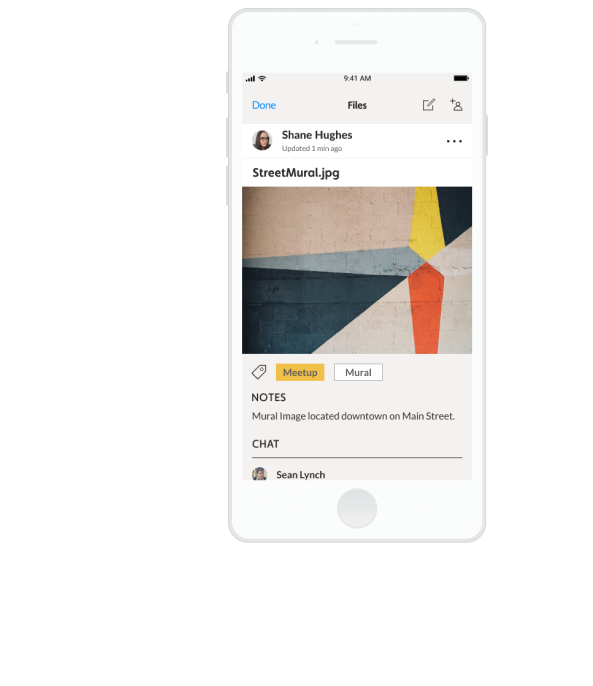 9:41 AM
Done Files
Shane Hughes
Updated 1 min ago
StreetMural.jpg
Meetup Mural
NOTES
Mural Image located downtown on Main Street.
CHAT
Sean Lynch